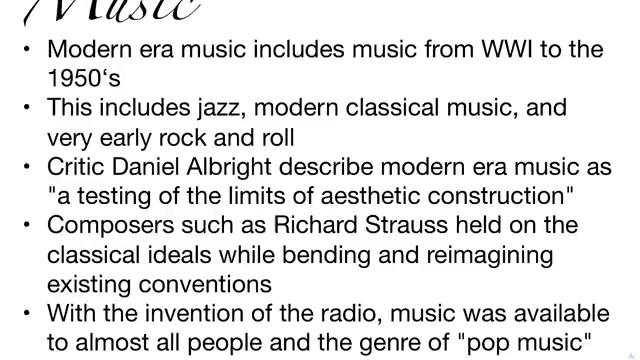 Music
• Modern era music includes music from WWI to the
1950‘s
• This includes jazz, modern classical music, and
very early rock and roll
• Critic Daniel Albright describe modern era music as
"a testing of the limits of aesthetic construction"
• Composers such as Richard Strauss held on the
classical ideals while bending and reimagining
existing conventions
• With the invention of the radio, music was available
to almost all people and the genre of "pop music"